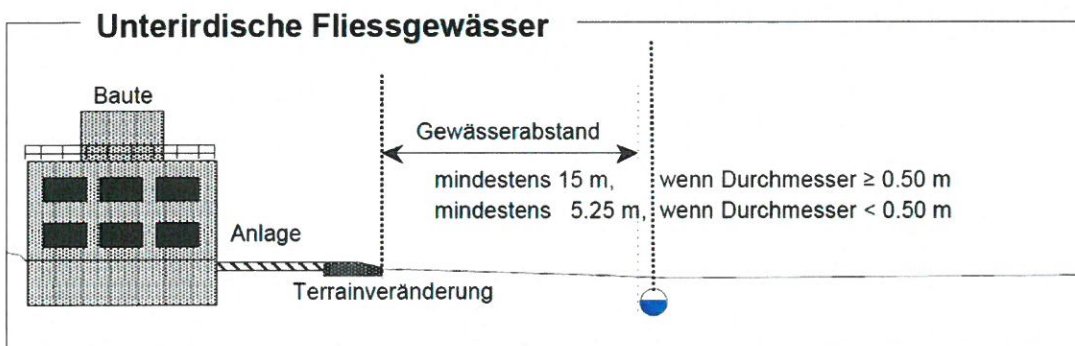 Unterirdische Fliessgewässer
Baute
Gewässerabstand
mindestens 15 m, wenn Durchmesser ≥ 0.50 m
mindestens 5.25 m, wenn Durchmesser < 0.50 m
Anlage
Terrainveränderung